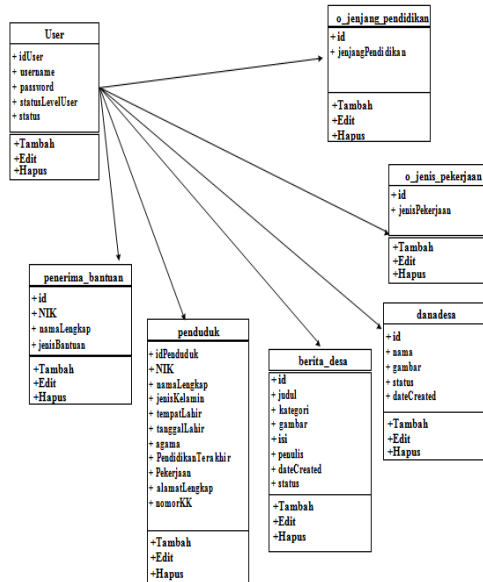 User
+ idUser
+ username
+ password
+ statusLevelUser
+ status
+Tambah
+Edit
+Hapus
o_jenjang_pendidikan
+ id
+ jenjangPendidikan
+Tambah
+Edit
+Hapus
o_jenis_pekerjaan
+ id
+ jenisPekerjaan
+Tambah
+Edit
+Hapus
penerima_bantuan
+ id
+ NIK
+ namaLengkap
+ jenisBantuan
+Tambah
+Edit
+Hapus
penduduk
+ idPenduduk
+ NIK
+ namaLengkap
+ jenisKelamin
+ tempatLahir
+ tanggalLahir
+ agama
+ PendidikanTerakhir
+ Pekerjaan
+ alamatLengkap
+ nomorKK
+Tambah
+Edit
+Hapus
berita_desa
+ id
+ judul
+ kategori
+ gambar
+ isi
+ penulis
+ dateCreated
+ status
+Tambah
+Edit
+Hapus
danadesa
+ id
+ nama
+ gambar
+ status
+ dateCreated
+Tambah
+Edit
+Hapus